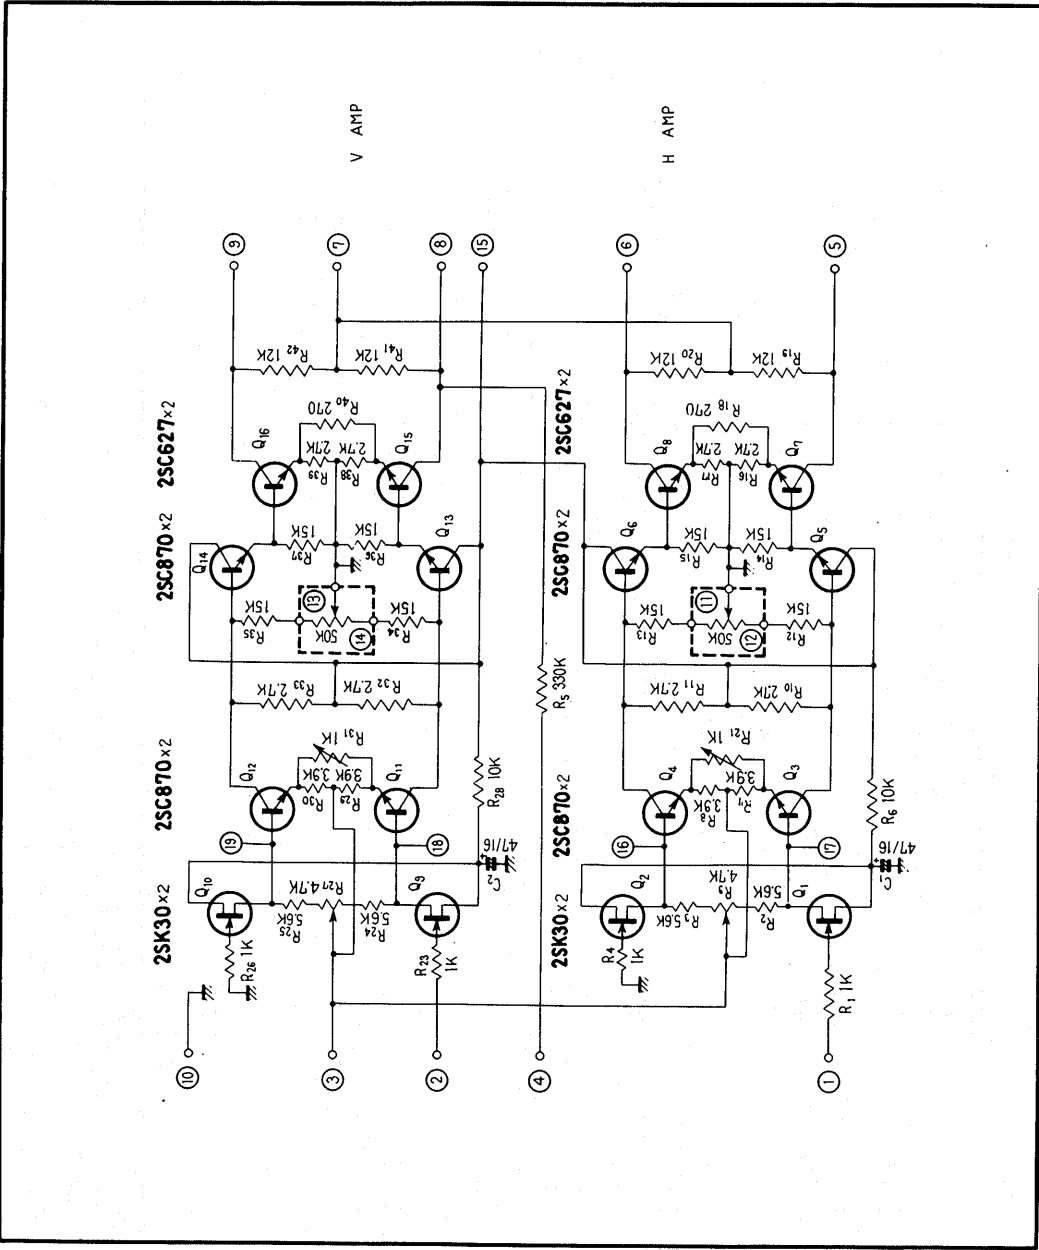 V AMP
H AMP
9
7
8
15
6
5
2SC627×2
2SC870×2
2SC870×2
2SK30×2
2SC627×2
2SC870×2
2SC870×2
2SK30×2
R42 12K
R41 12K
R40 270
Q16
2.7K
R39
2.7K
R38
Q15
Q14
15K
R37
15K
R36
Q13
15K
R35
13
50K
14
15K
R34
R33 2.7K
R32 2.7K
R31 1K
Q12
3.9K
R30
3.9K
R29
Q11
R28 10K
19
18
Q10
R27 4.7K
5.6K
R25
5.6K
R24
Q9
C2
47/16
R26 1K
R23
1K
10
3
2
4
R5 330K
R20 12K
R19 12K
R18 270
Q8
2.7K
R17
2.7K
R16
Q7
Q6
15K
R15
15K
R14
Q5
15K
R13
11
50K
12
15K
R12
R11 2.7K
R10 2.7K
R21 1K
Q4
3.9K
R8
3.9K
R7
Q3
R6 10K
16
17
Q2
R3 5.6K
4.7K
R9
5.6K
R2
Q1
C1
47/16
R4
1K
R1 1K
1